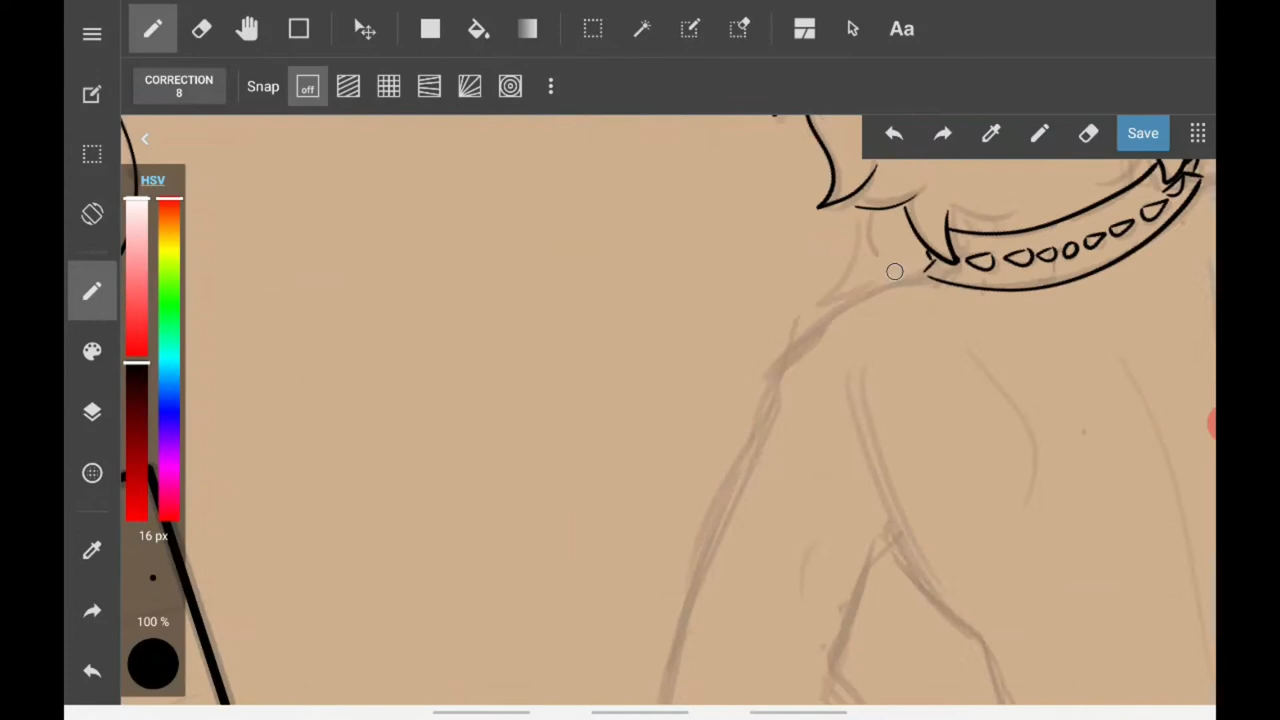 Aa
CORRECTION
8
Snap
off
Save
HSV
16 px
100 %